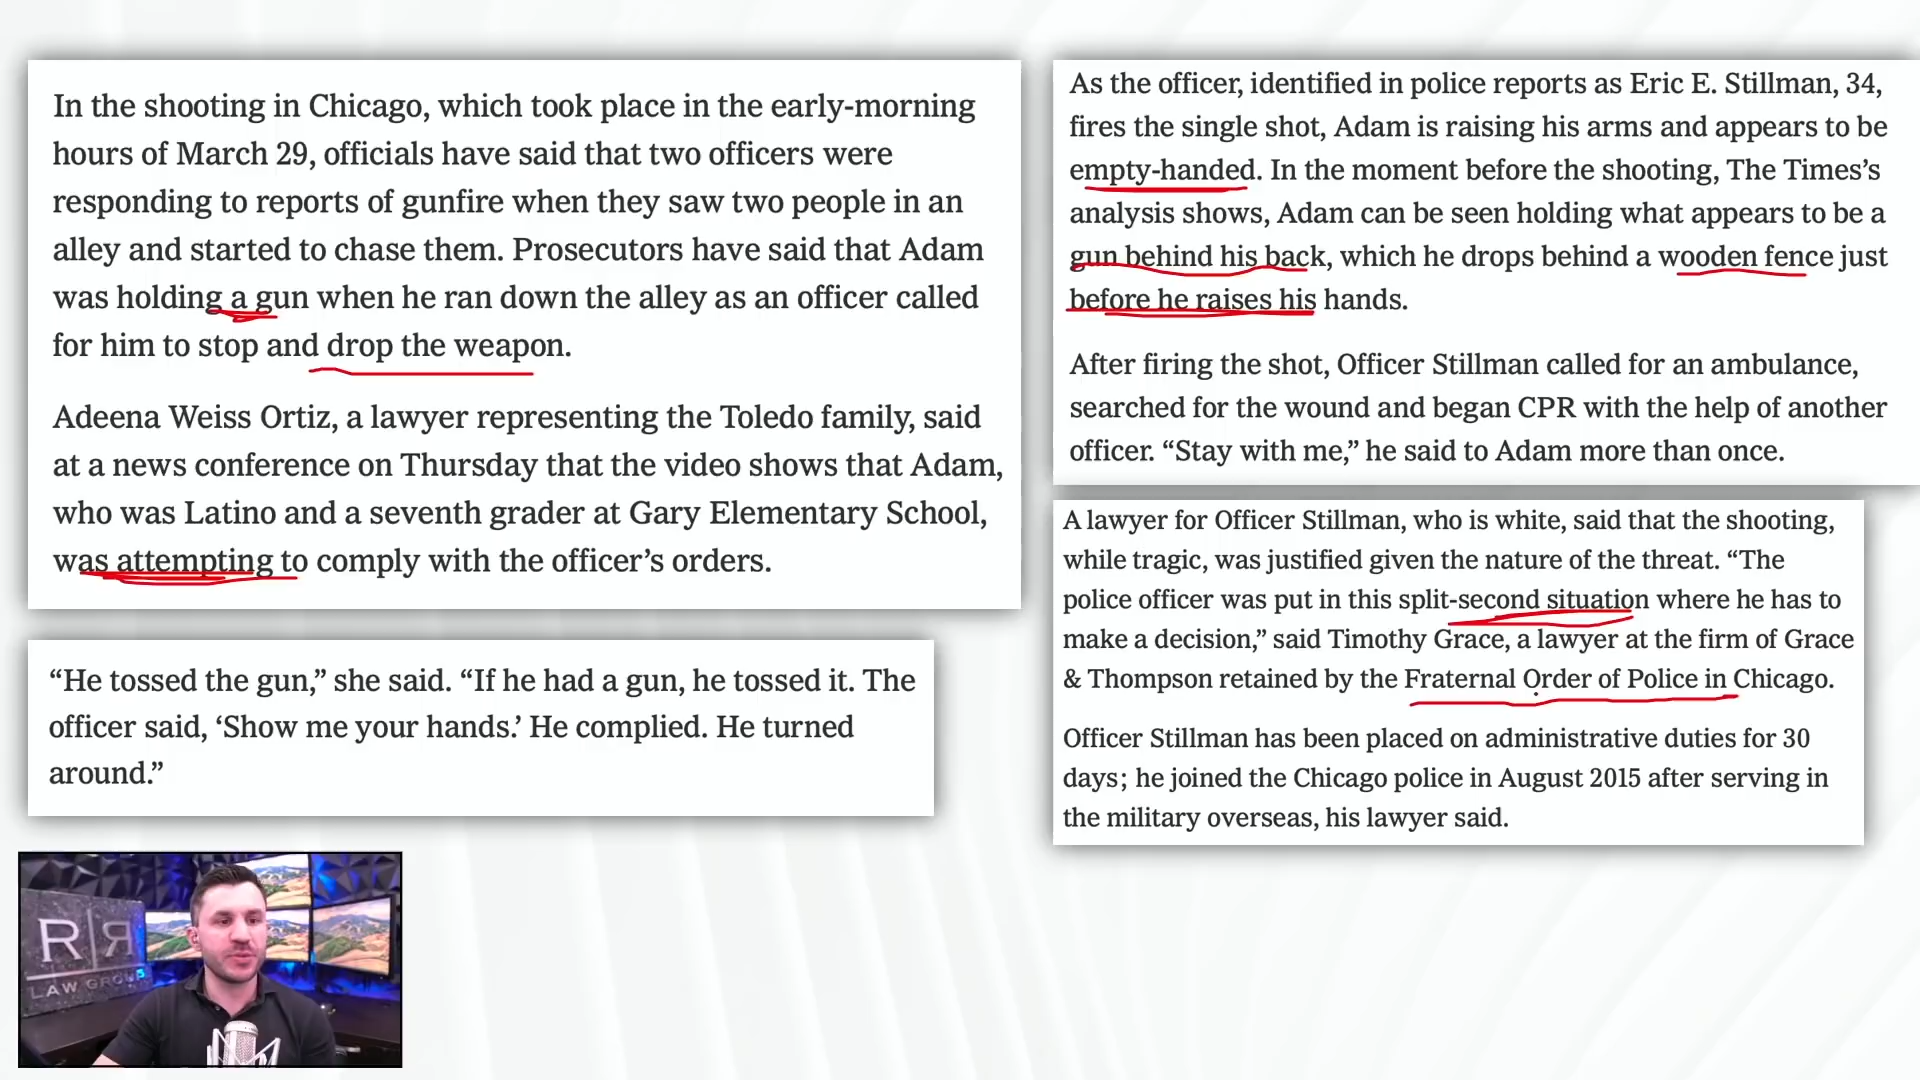 In the shooting in Chicago, which took place in the early-morning
hours of March 29, officials have said that two officers were
responding to reports of gunfire when they saw two people in an
alley and started to chase them. Prosecutors have said that Adam
was holding a gun when he ran down the alley as an officer called
for him to stop and drop the weapon.
Adeena Weiss Ortiz, a lawyer representing the Toledo family, said
at a news conference on Thursday that the video shows that Adam,
who was Latino and a seventh grader at Gary Elementary School,
was attempting to comply with the officer’s orders.
“He tossed the gun,” she said. “If he had a gun, he tossed it. The
officer said, ‘Show me your hands.’ He complied. He turned
around.”
As the officer, identified in police reports as Eric E. Stillman, 34,
fires the single shot, Adam is raising his arms and appears to be
empty-handed. In the moment before the shooting, The Times’s
analysis shows, Adam can be seen holding what appears to be a
gun behind his back, which he drops behind a wooden fence just
before he raises his hands.
After firing the shot, Officer Stillman called for an ambulance,
searched for the wound and began CPR with the help of another
officer. “Stay with me,” he said to Adam more than once.
A lawyer for Officer Stillman, who is white, said that the shooting,
while tragic, was justified given the nature of the threat. “The
police officer was put in this split-second situation where he has to
make a decision,” said Timothy Grace, a lawyer at the firm of Grace
& Thompson retained by the Fraternal Order of Police in Chicago.
Officer Stillman has been placed on administrative duties for 30
days; he joined the Chicago police in August 2015 after serving in
the military overseas, his lawyer said.
R|R
LAW GROUP